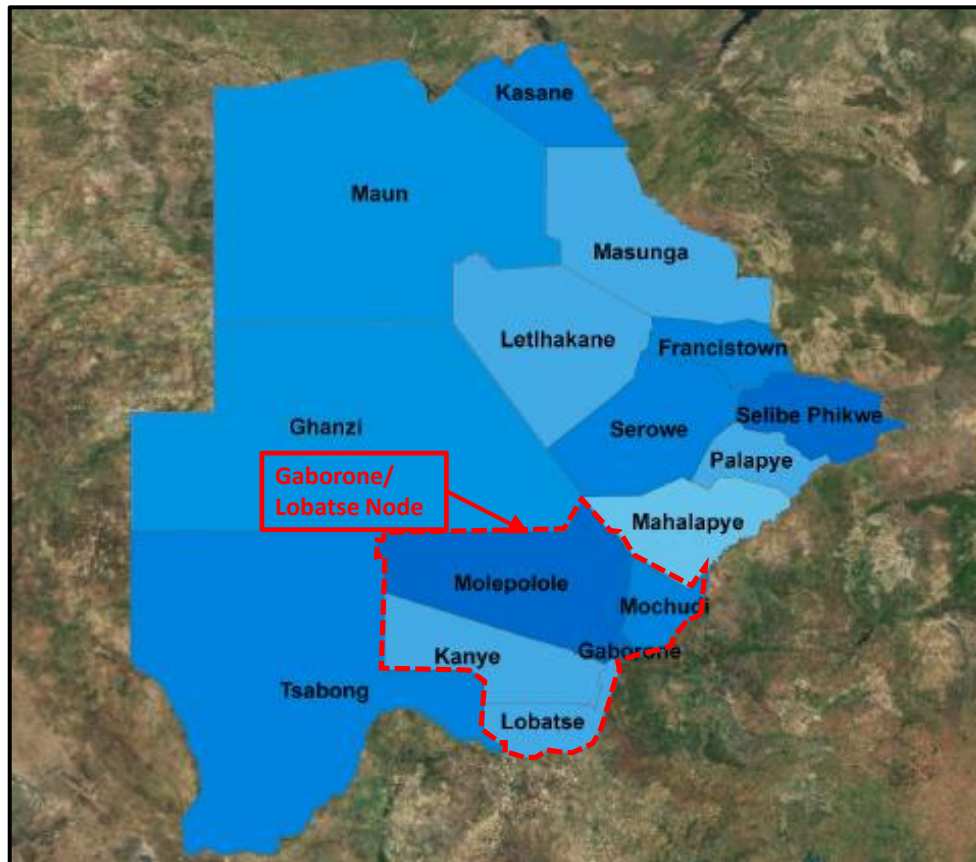 Kasane
Maun
Masunga
Letlhakane
Francistown
Ghanzi
Serowe
Selibe Phikwe
Palapye
Gaborone/
Lobatse Node
Mahalapye
Molepolole
Mochudi
Gaborone
Kanye
Tsabong
Lobatse